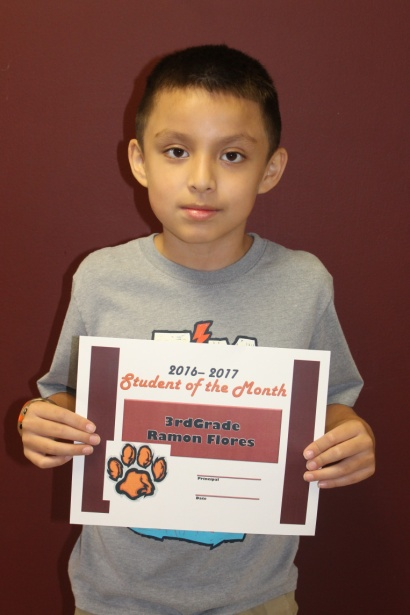 2016– 2017
Student of the Month
3rdGrade
Ramon Flores
Principal
Date